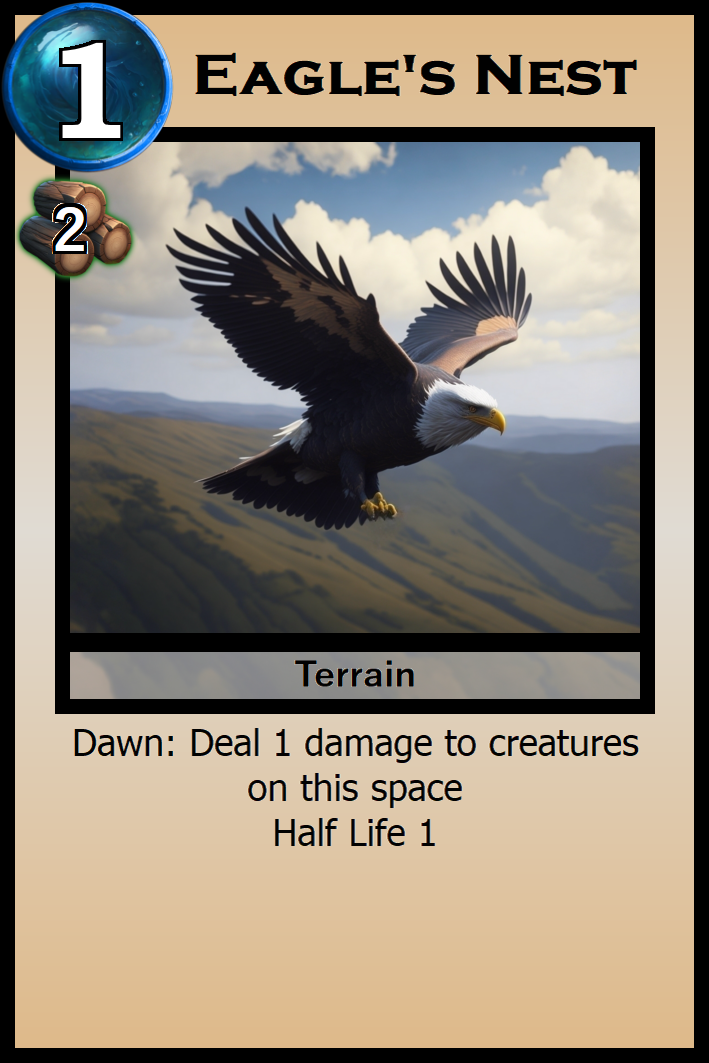 1
Eagle's Nest
2
Terrain
Dawn: Deal 1 damage to creatures
on this space
Half Life 1